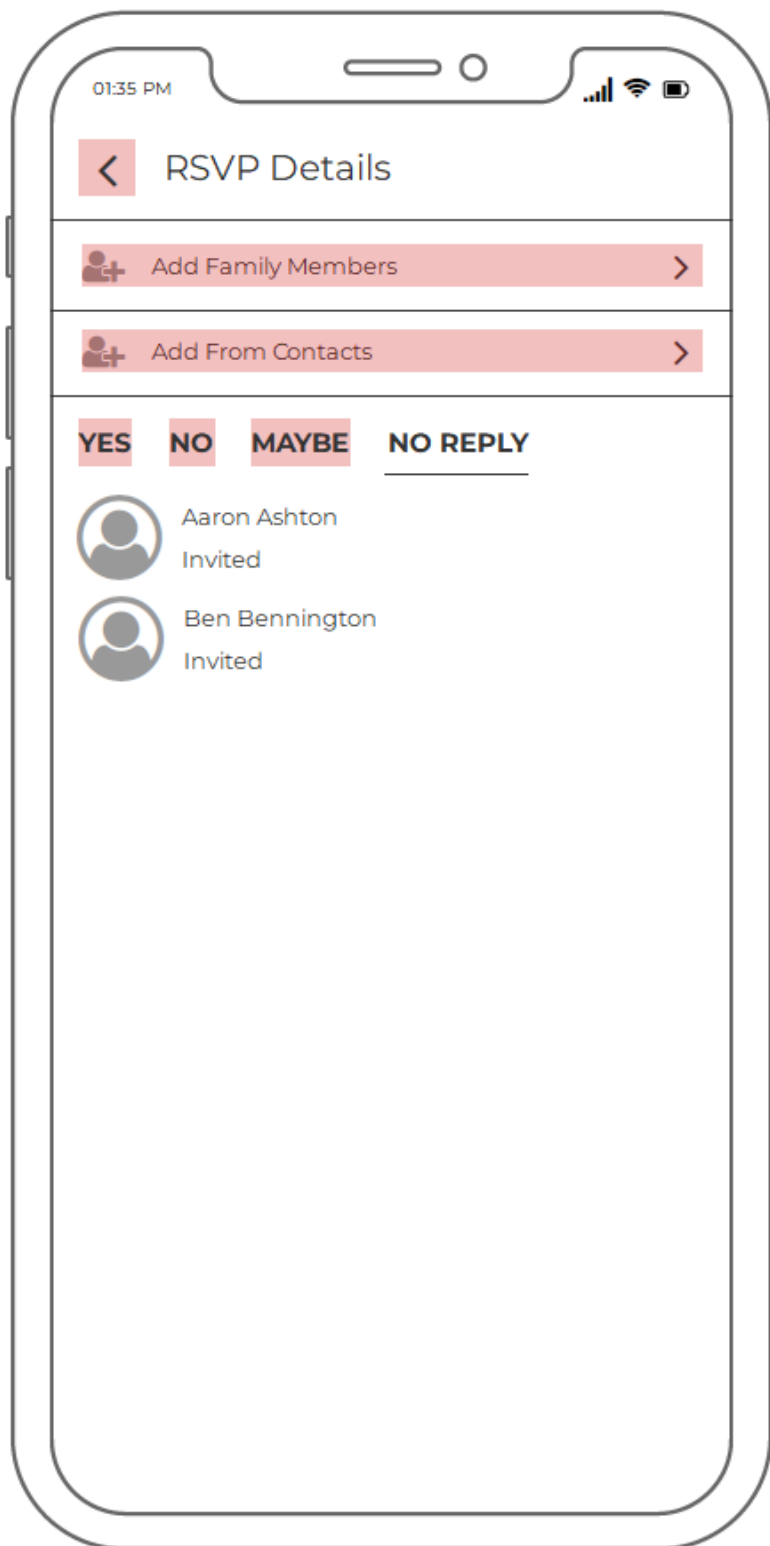 01:35 PM
RSVP Details
Add Family Members
Add From Contacts
YES NO MAYBE NO REPLY
Aaron Ashton
Invited
Ben Bennington
Invited